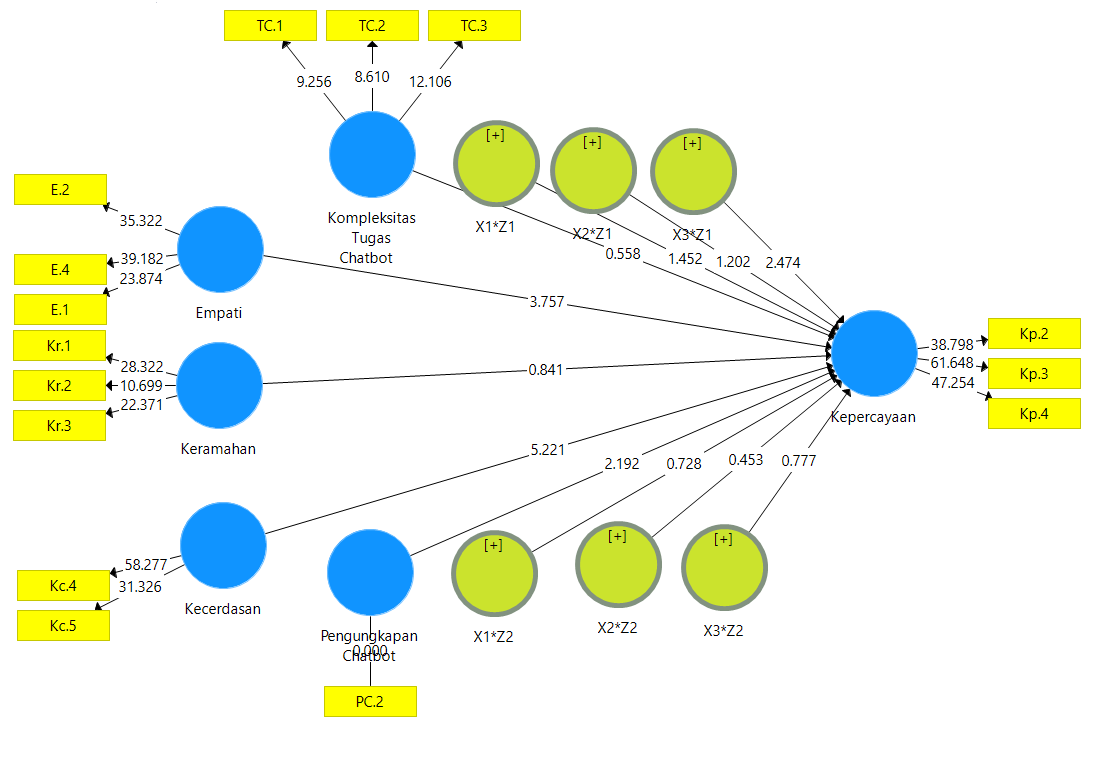 TC.1
TC.2
TC.3
9.256
8.610
12.106
[+]
[+]
[+]
Kompleksitas
Tugas
Chatbot
X1*Z1
X2*Z1
X3*Z1
E.2
35.322
E.4
39.182
E.1
23.874
Empati
0.558
1.452
1.202
2.474
3.757
Kr.1
28.322
Kr.2
10.699
Kr.3
22.371
Keramahan
0.841
Kepercayaan
38.798
Kp.2
61.648
Kp.3
47.254
Kp.4
5.221
2.192
0.728
0.453
0.777
58.277
Kc.4
31.326
Kc.5
Kecerdasan
[+]
[+]
[+]
Pengungkapan
Chatbot
0.000
X1*Z2
X2*Z2
X3*Z2
PC.2